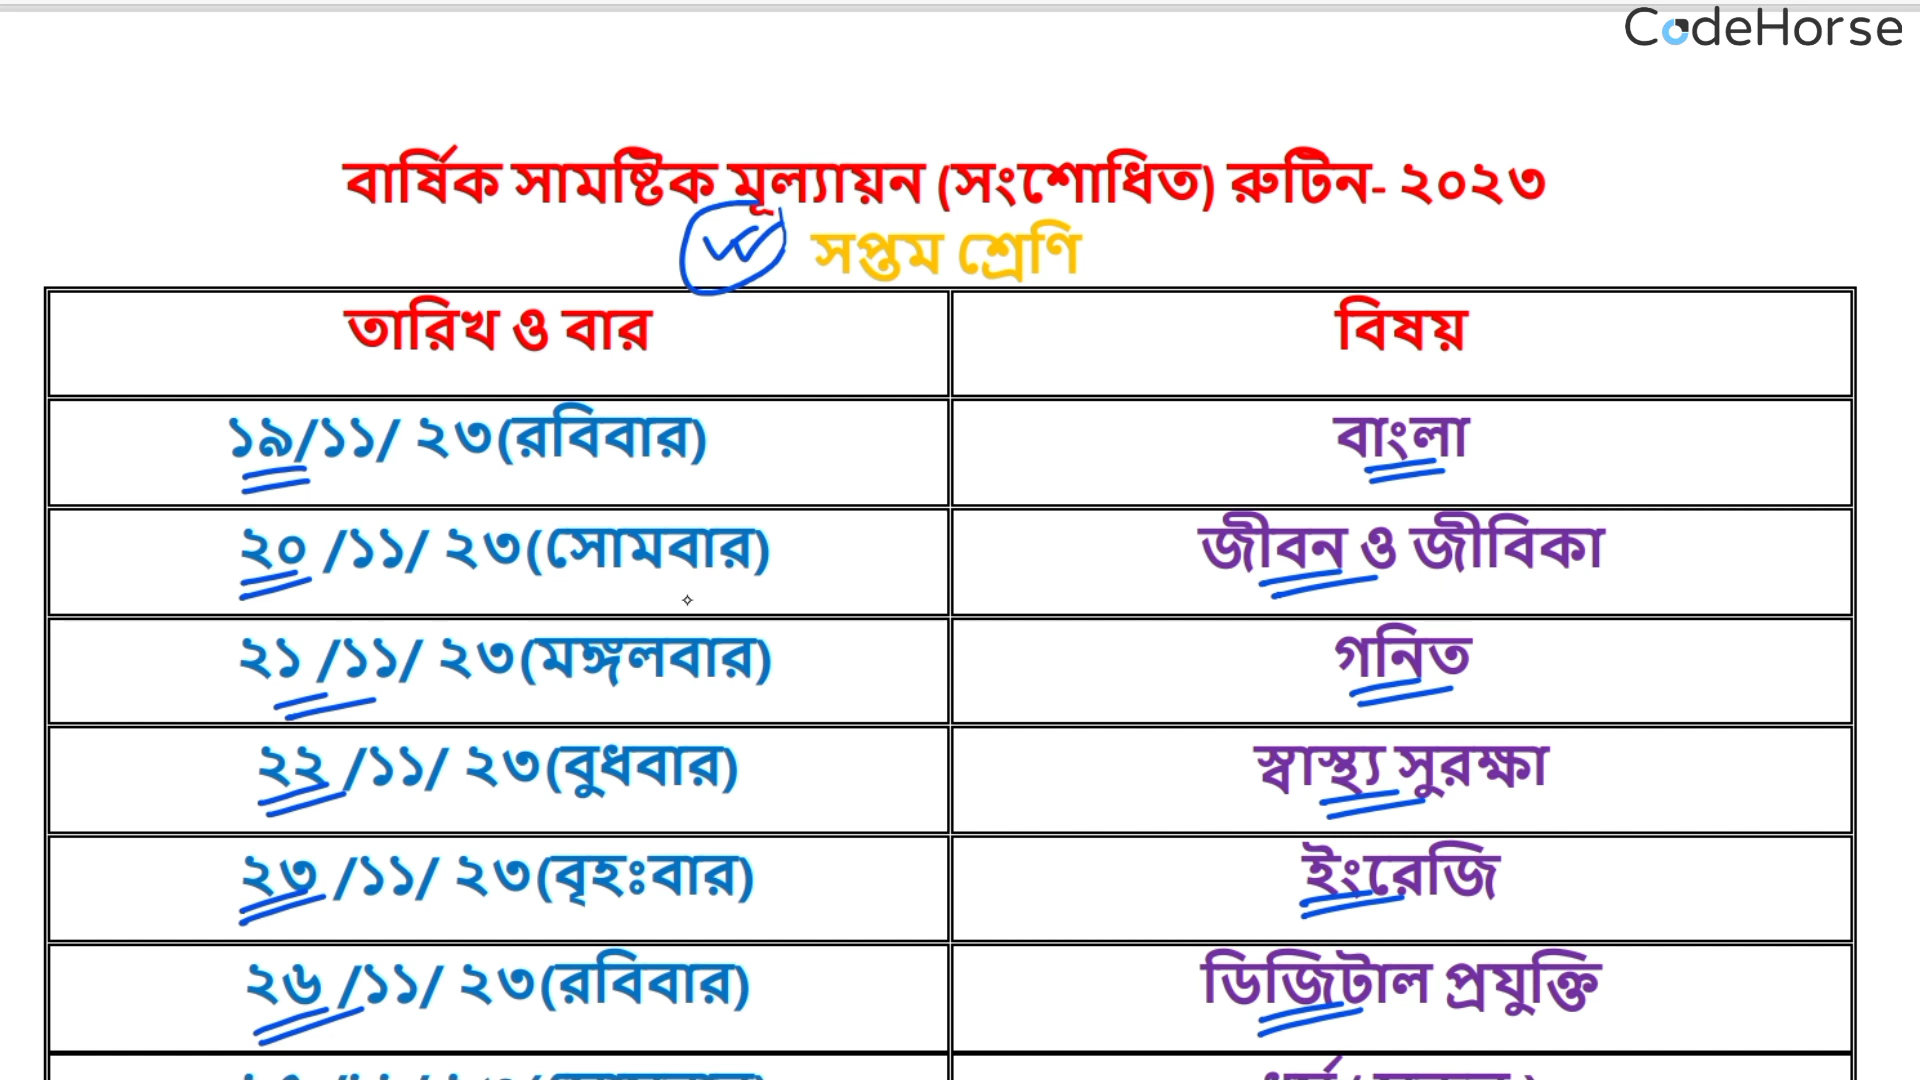 CodeHorse
বার্ষিক সামষ্টিক মূল্যায়ন (সংশোধিত) রুটিন- ২০২৩
সপ্তম শ্রেণি
তারিখ ও বার বিষয়
১৯/১১/ ২৩(রবিবার) বাংলা
২০ /১১/ ২৩(সোমবার) জীবন ও জীবিকা
২১ /১১/ ২৩(মঙ্গলবার) গনিত
২২ /১১/ ২৩(বুধবার) স্বাস্থ্য সুরক্ষা
২৩ /১১/ ২৩(বৃহঃবার) ইংরেজি
২৬ /১১/ ২৩(রবিবার) ডিজিটাল প্রযুক্তি